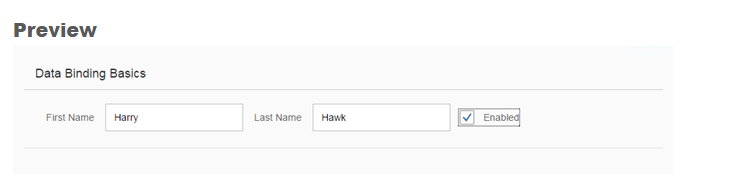 Preview
Data Binding Basics
First Name Harry Last Name Hawk Enabled